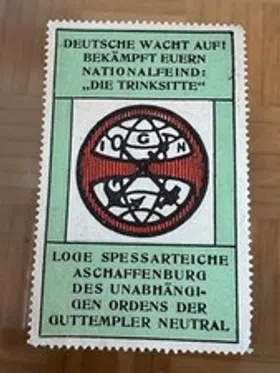 DEUTSCHE WACHT AUF!
BEKÄMPFT EUERN
NATIONALFEIND:
„DIE TRINKSITTE“
I O G T N
LOGE SPESSARTEICHE
ASCHAFFENBURG
DES UNABHÄNGI-
GEN ORDENS DER
GUTTEMPLER NEUTRAL